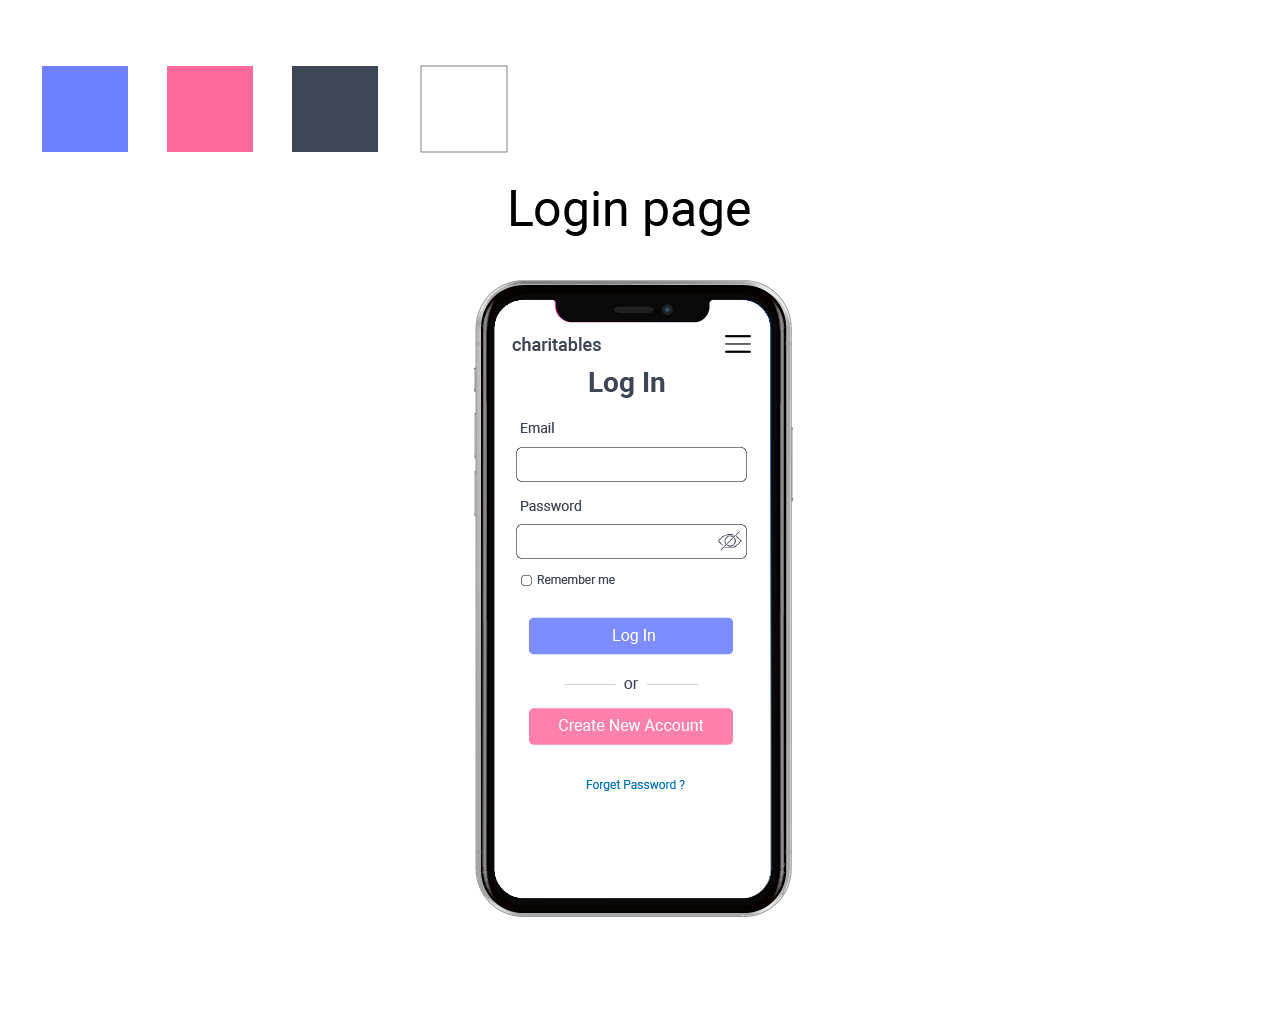 Login page
charitables
Log In
Email
Password
Remember me
Log In
or
Create New Account
Forget Password ?